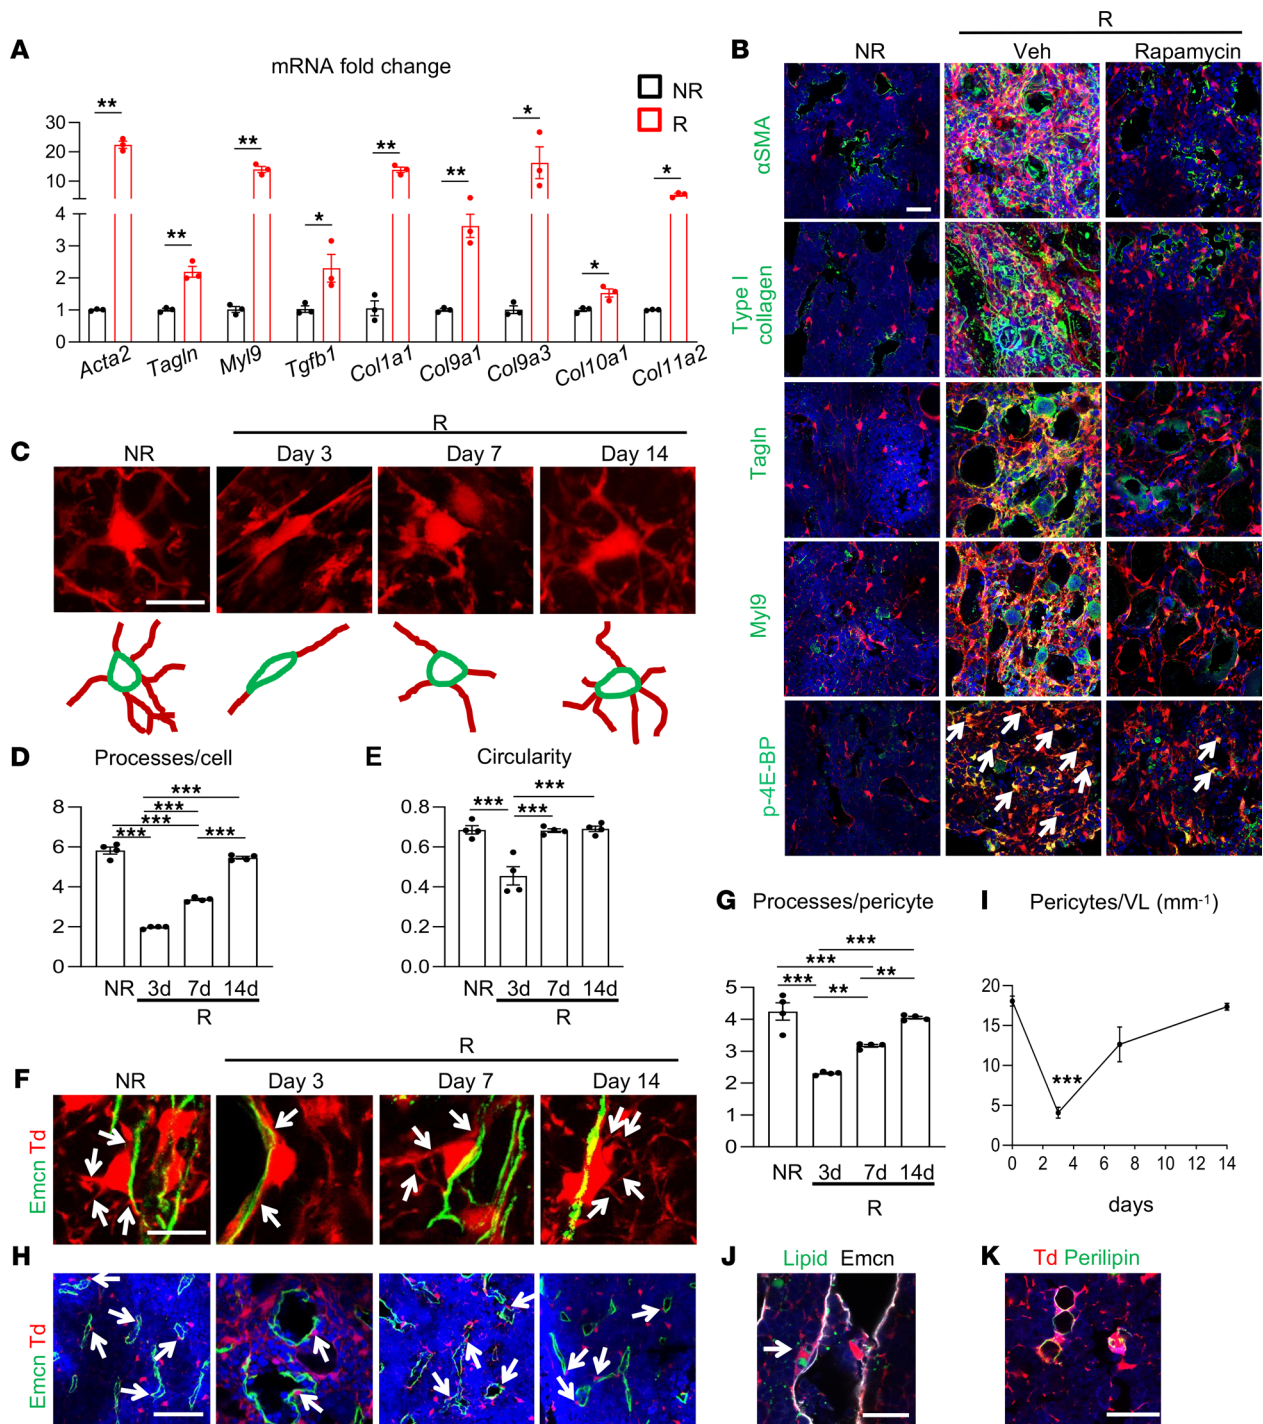 A
mRNA fold change
NR
R
** ** ** * ** ** * * *
30
20
10
4
3
2
1
0
Acta2 Tagln Myl9 Tgfb1 Col1a1 Col9a1 Col9a3 Col10a1 Col11a2
B
R
NR Veh Rapamycin
αSMA
Type I
collagen
Tagln
Myl9
p-4E-BP
C
R
NR Day 3 Day 7 Day 14
D
Processes/cell
***
***
***
*** ***
8
6
4
2
0
NR 3d 7d 14d
R
E
Circularity
***
*** ***
0.8
0.6
0.4
0.2
0.0
NR 3d 7d 14d
R
F
R
NR Day 3 Day 7 Day 14
Emcn Td
G
Processes/pericyte
***
***
*** **
**
5
4
3
2
1
0
NR 3d 7d 14d
R
H
Emcn Td
I
Pericytes/VL (mm-1)
20
15
10
5
0
***
0 2 4 6 8 10 12 14
days
J
Lipid Emcn
K
Td Perilipin